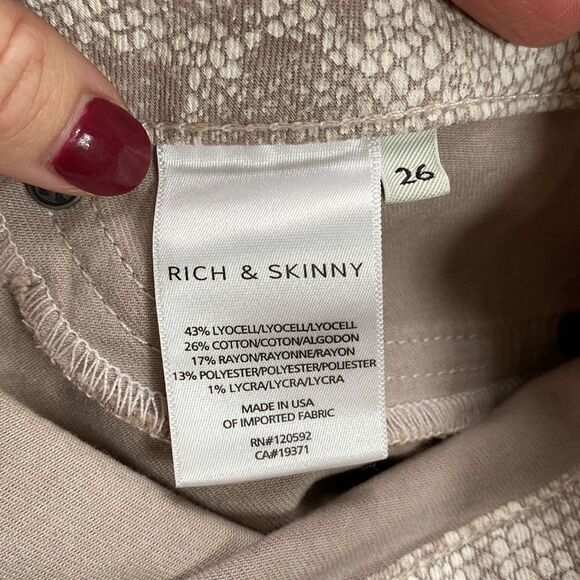 26
RICH & SKINNY
43% LYOCELL/LYOCELL/LYOCELL
26% COTTON/COTON/ALGODON
17% RAYON/RAYONNE/RAYON
13% POLYESTER/POLYESTER/POLIESTER
1% LYCRA/LYCRA/LYCRA
MADE IN USA
OF IMPORTED FABRIC
RN#120592
CA#19371